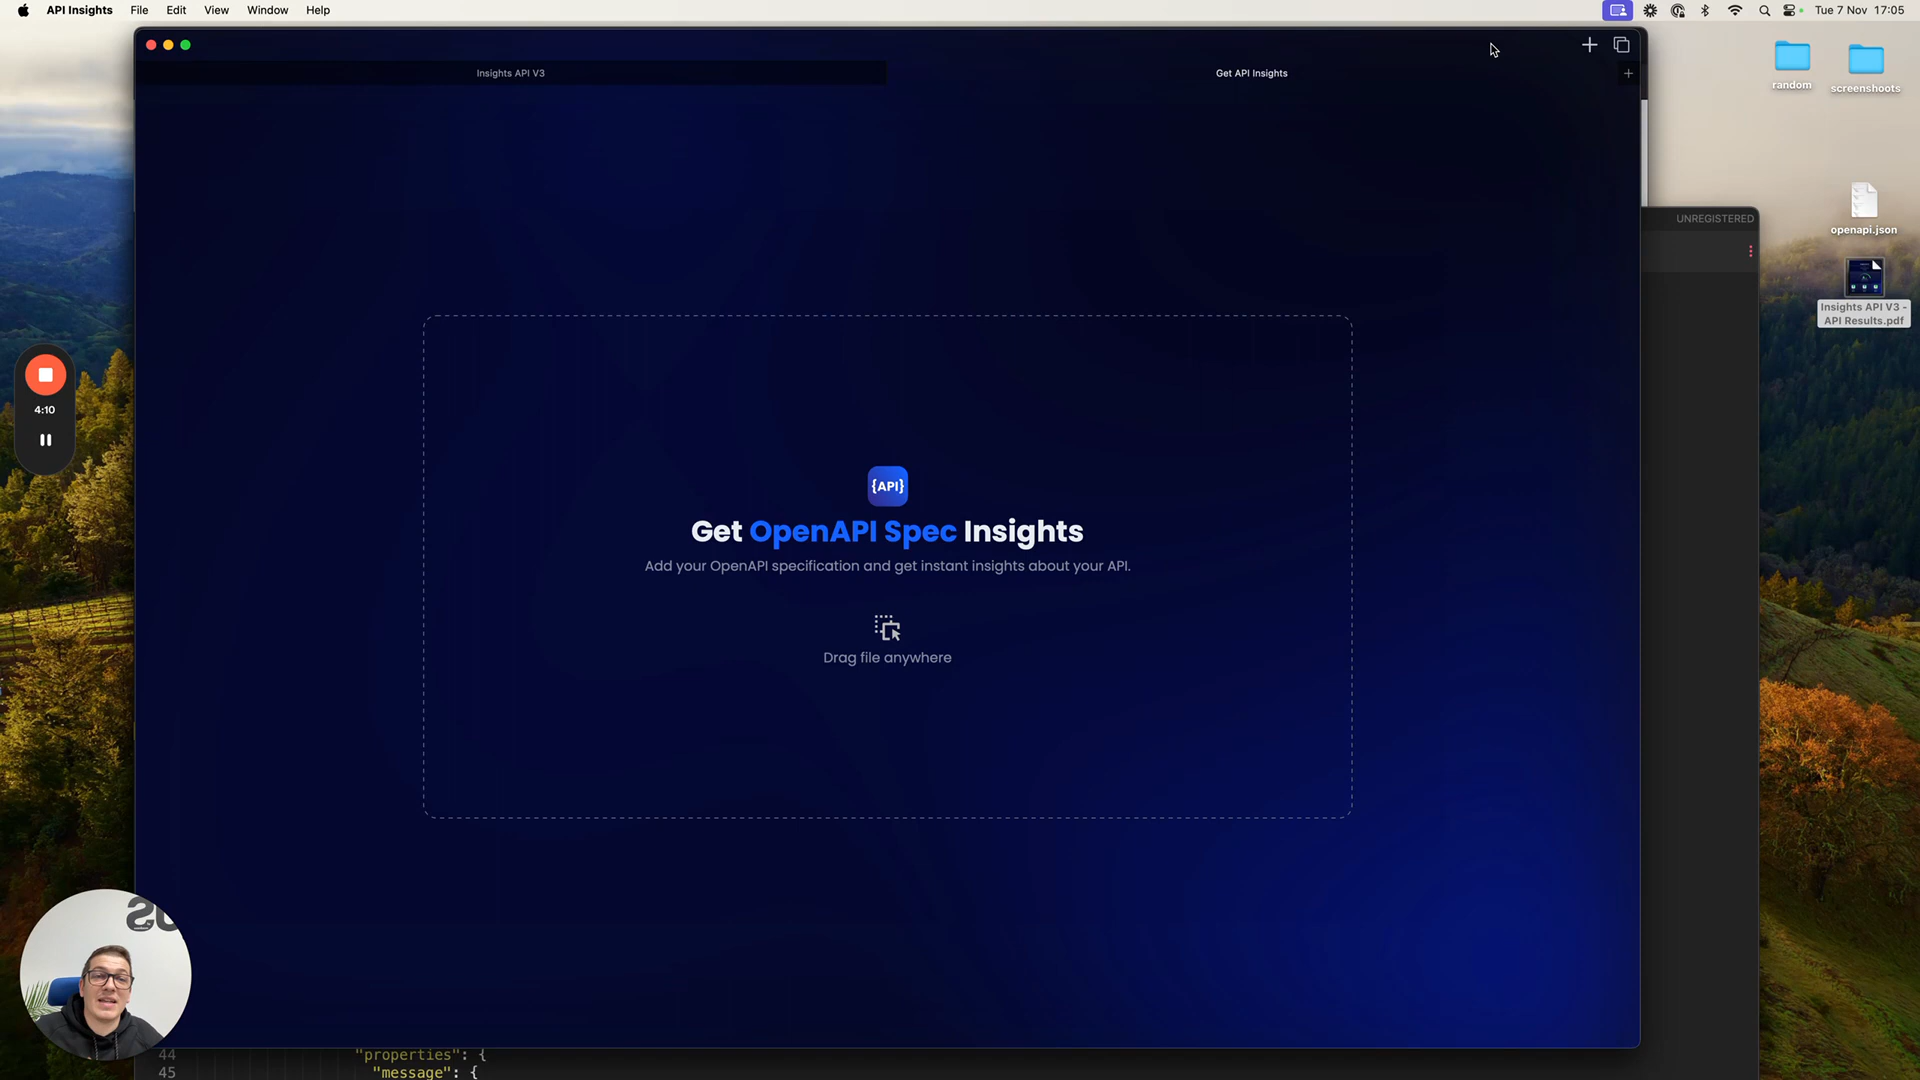 API Insights File Edit View Window Help Tue 7 Nov 17:05
Insights API V3
Get API Insights
random
screenshoots
openapi.json
Insights API V3 -
API Results.pdf
UNREGISTERED
4:10
{API}
Get OpenAPI Spec Insights
Add your OpenAPI specification and get instant insights about your API.
Drag file anywhere
44 "properties": {
45 "message": {